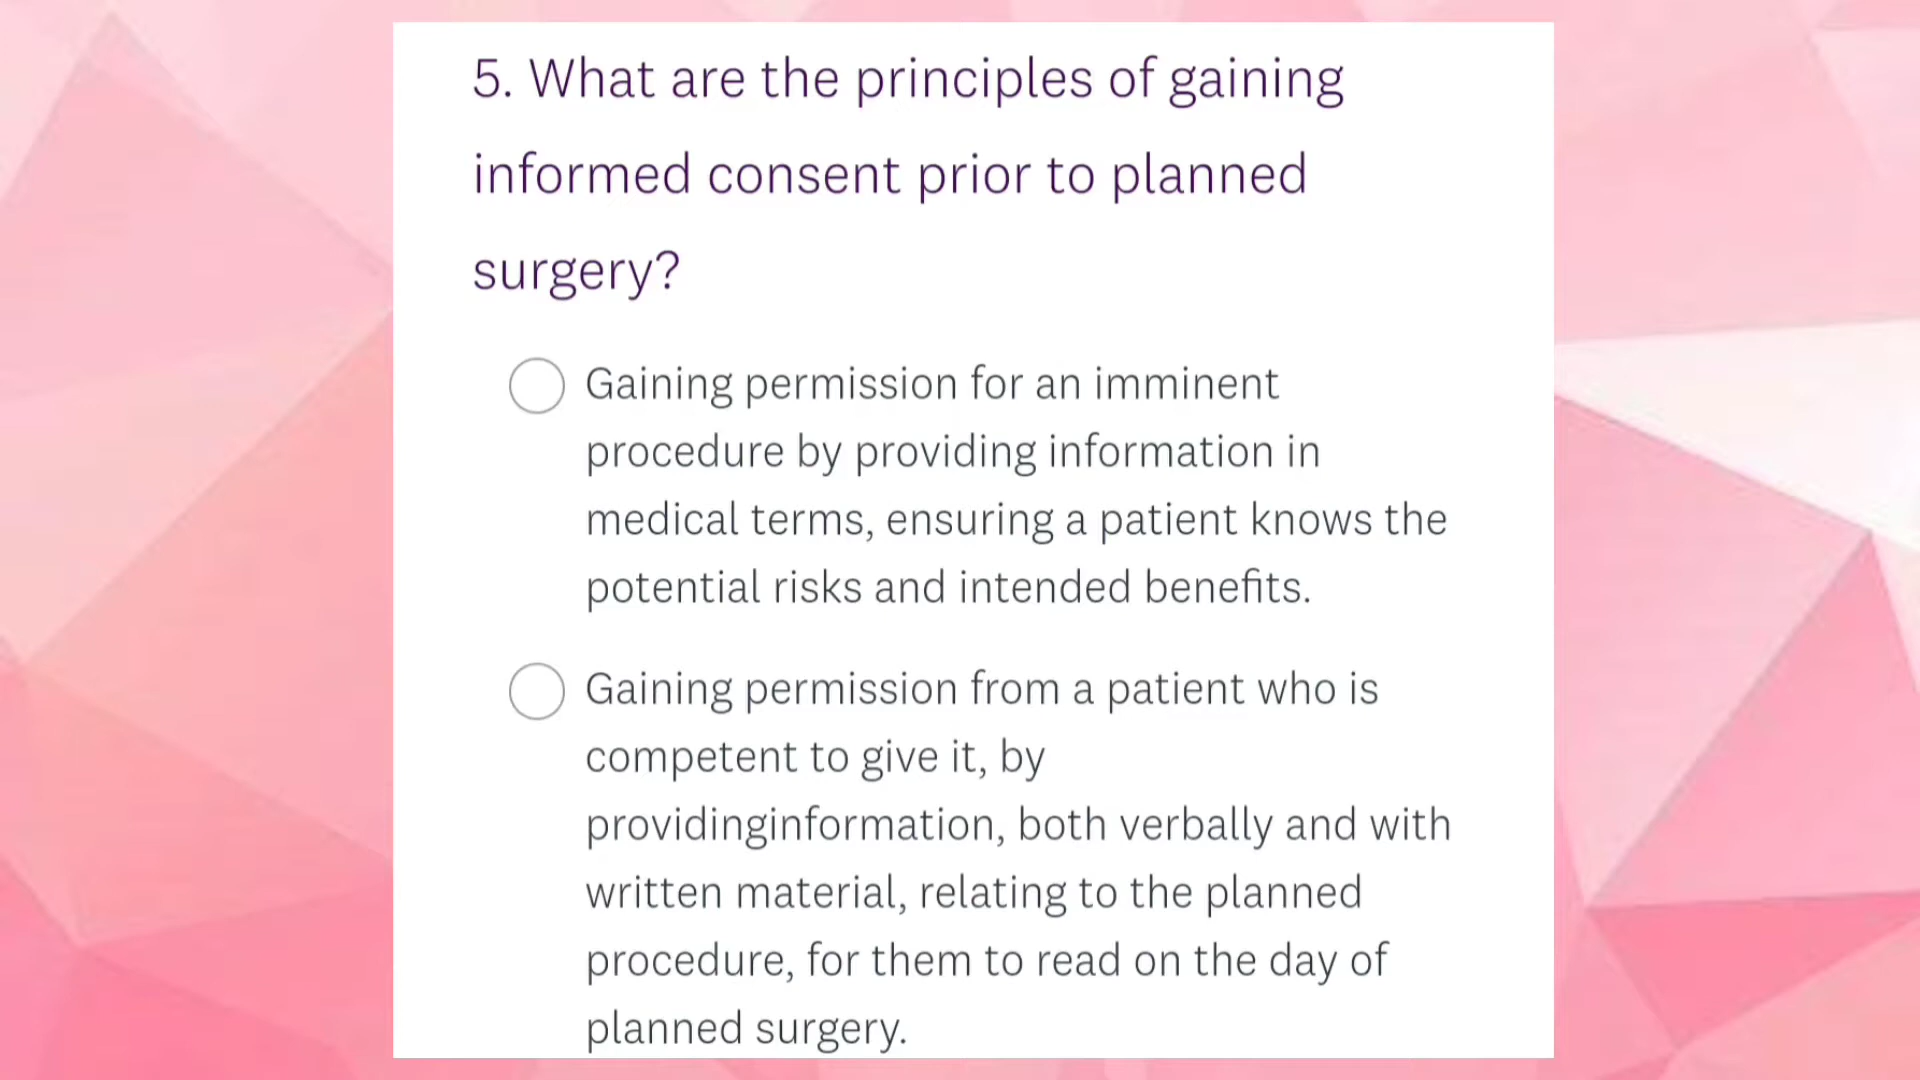 5. What are the principles of gaining
informed consent prior to planned
surgery?
Gaining permission for an imminent
procedure by providing information in
medical terms, ensuring a patient knows the
potential risks and intended benefits.
Gaining permission from a patient who is
competent to give it, by
providinginformation, both verbally and with
written material, relating to the planned
procedure, for them to read on the day of
planned surgery.